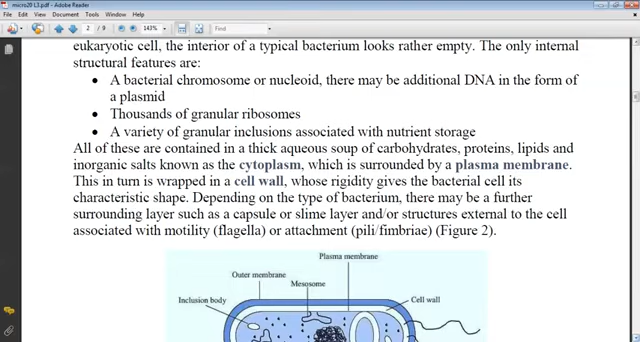 micro20 L3.pdf - Adobe Reader
File Edit View Document Tools Window Help
2 / 9 143% Find
eukaryotic cell, the interior of a typical bacterium looks rather empty. The only internal
structural features are:
• A bacterial chromosome or nucleoid, there may be additional DNA in the form of
a plasmid
• Thousands of granular ribosomes
• A variety of granular inclusions associated with nutrient storage
All of these are contained in a thick aqueous soup of carbohydrates, proteins, lipids and
inorganic salts known as the cytoplasm, which is surrounded by a plasma membrane.
This in turn is wrapped in a cell wall, whose rigidity gives the bacterial cell its
characteristic shape. Depending on the type of bacterium, there may be a further
surrounding layer such as a capsule or slime layer and/or structures external to the cell
associated with motility (flagella) or attachment (pili/fimbriae) (Figure 2).
Plasma membrane
Outer membrane
Mesosome
Inclusion body
Cell wall